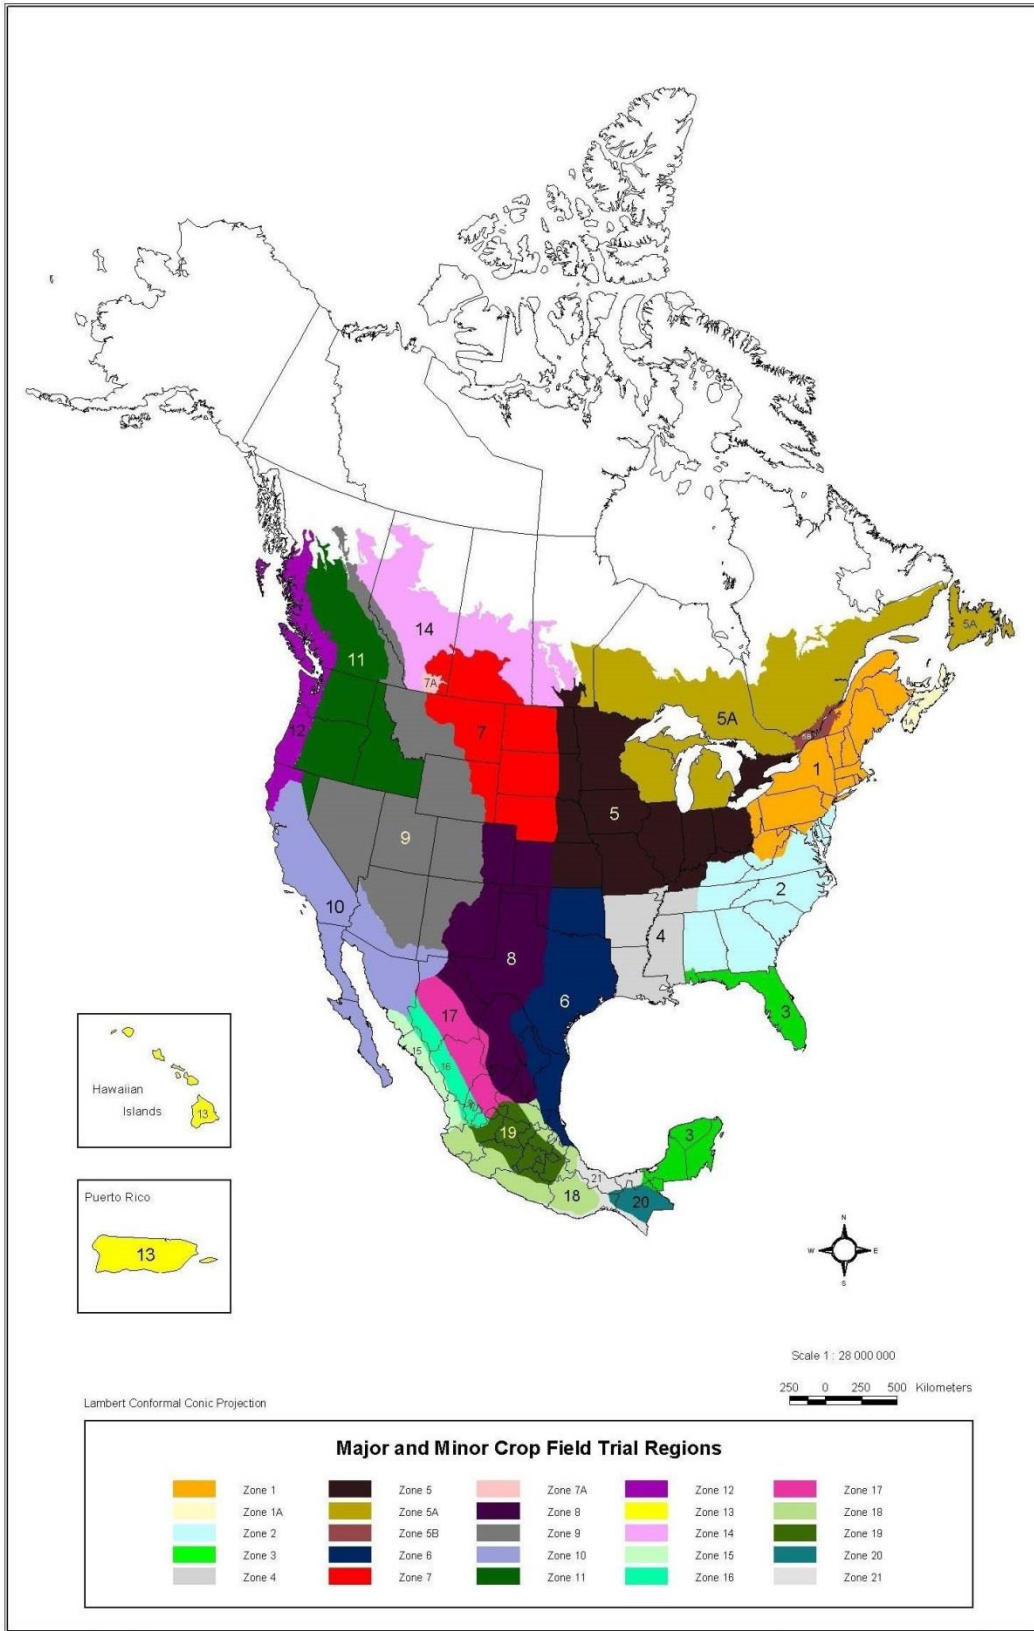 14
11
7A
5A
5A
1A
7
5B
12
1
5
9
2
10
4
8
6
3
17
15
16
Hawaiian
Islands
13
19
3
21
18
20
Puerto Rico
13
N
W E
S
Scale 1 : 28 000 000
250 0 250 500 Kilometers
Lambert Conformal Conic Projection
Major and Minor Crop Field Trial Regions
Zone 1 Zone 5 Zone 7A Zone 12 Zone 17
Zone 1A Zone 5A Zone 8 Zone 13 Zone 18
Zone 2 Zone 5B Zone 9 Zone 14 Zone 19
Zone 3 Zone 6 Zone 10 Zone 15 Zone 20
Zone 4 Zone 7 Zone 11 Zone 16 Zone 21